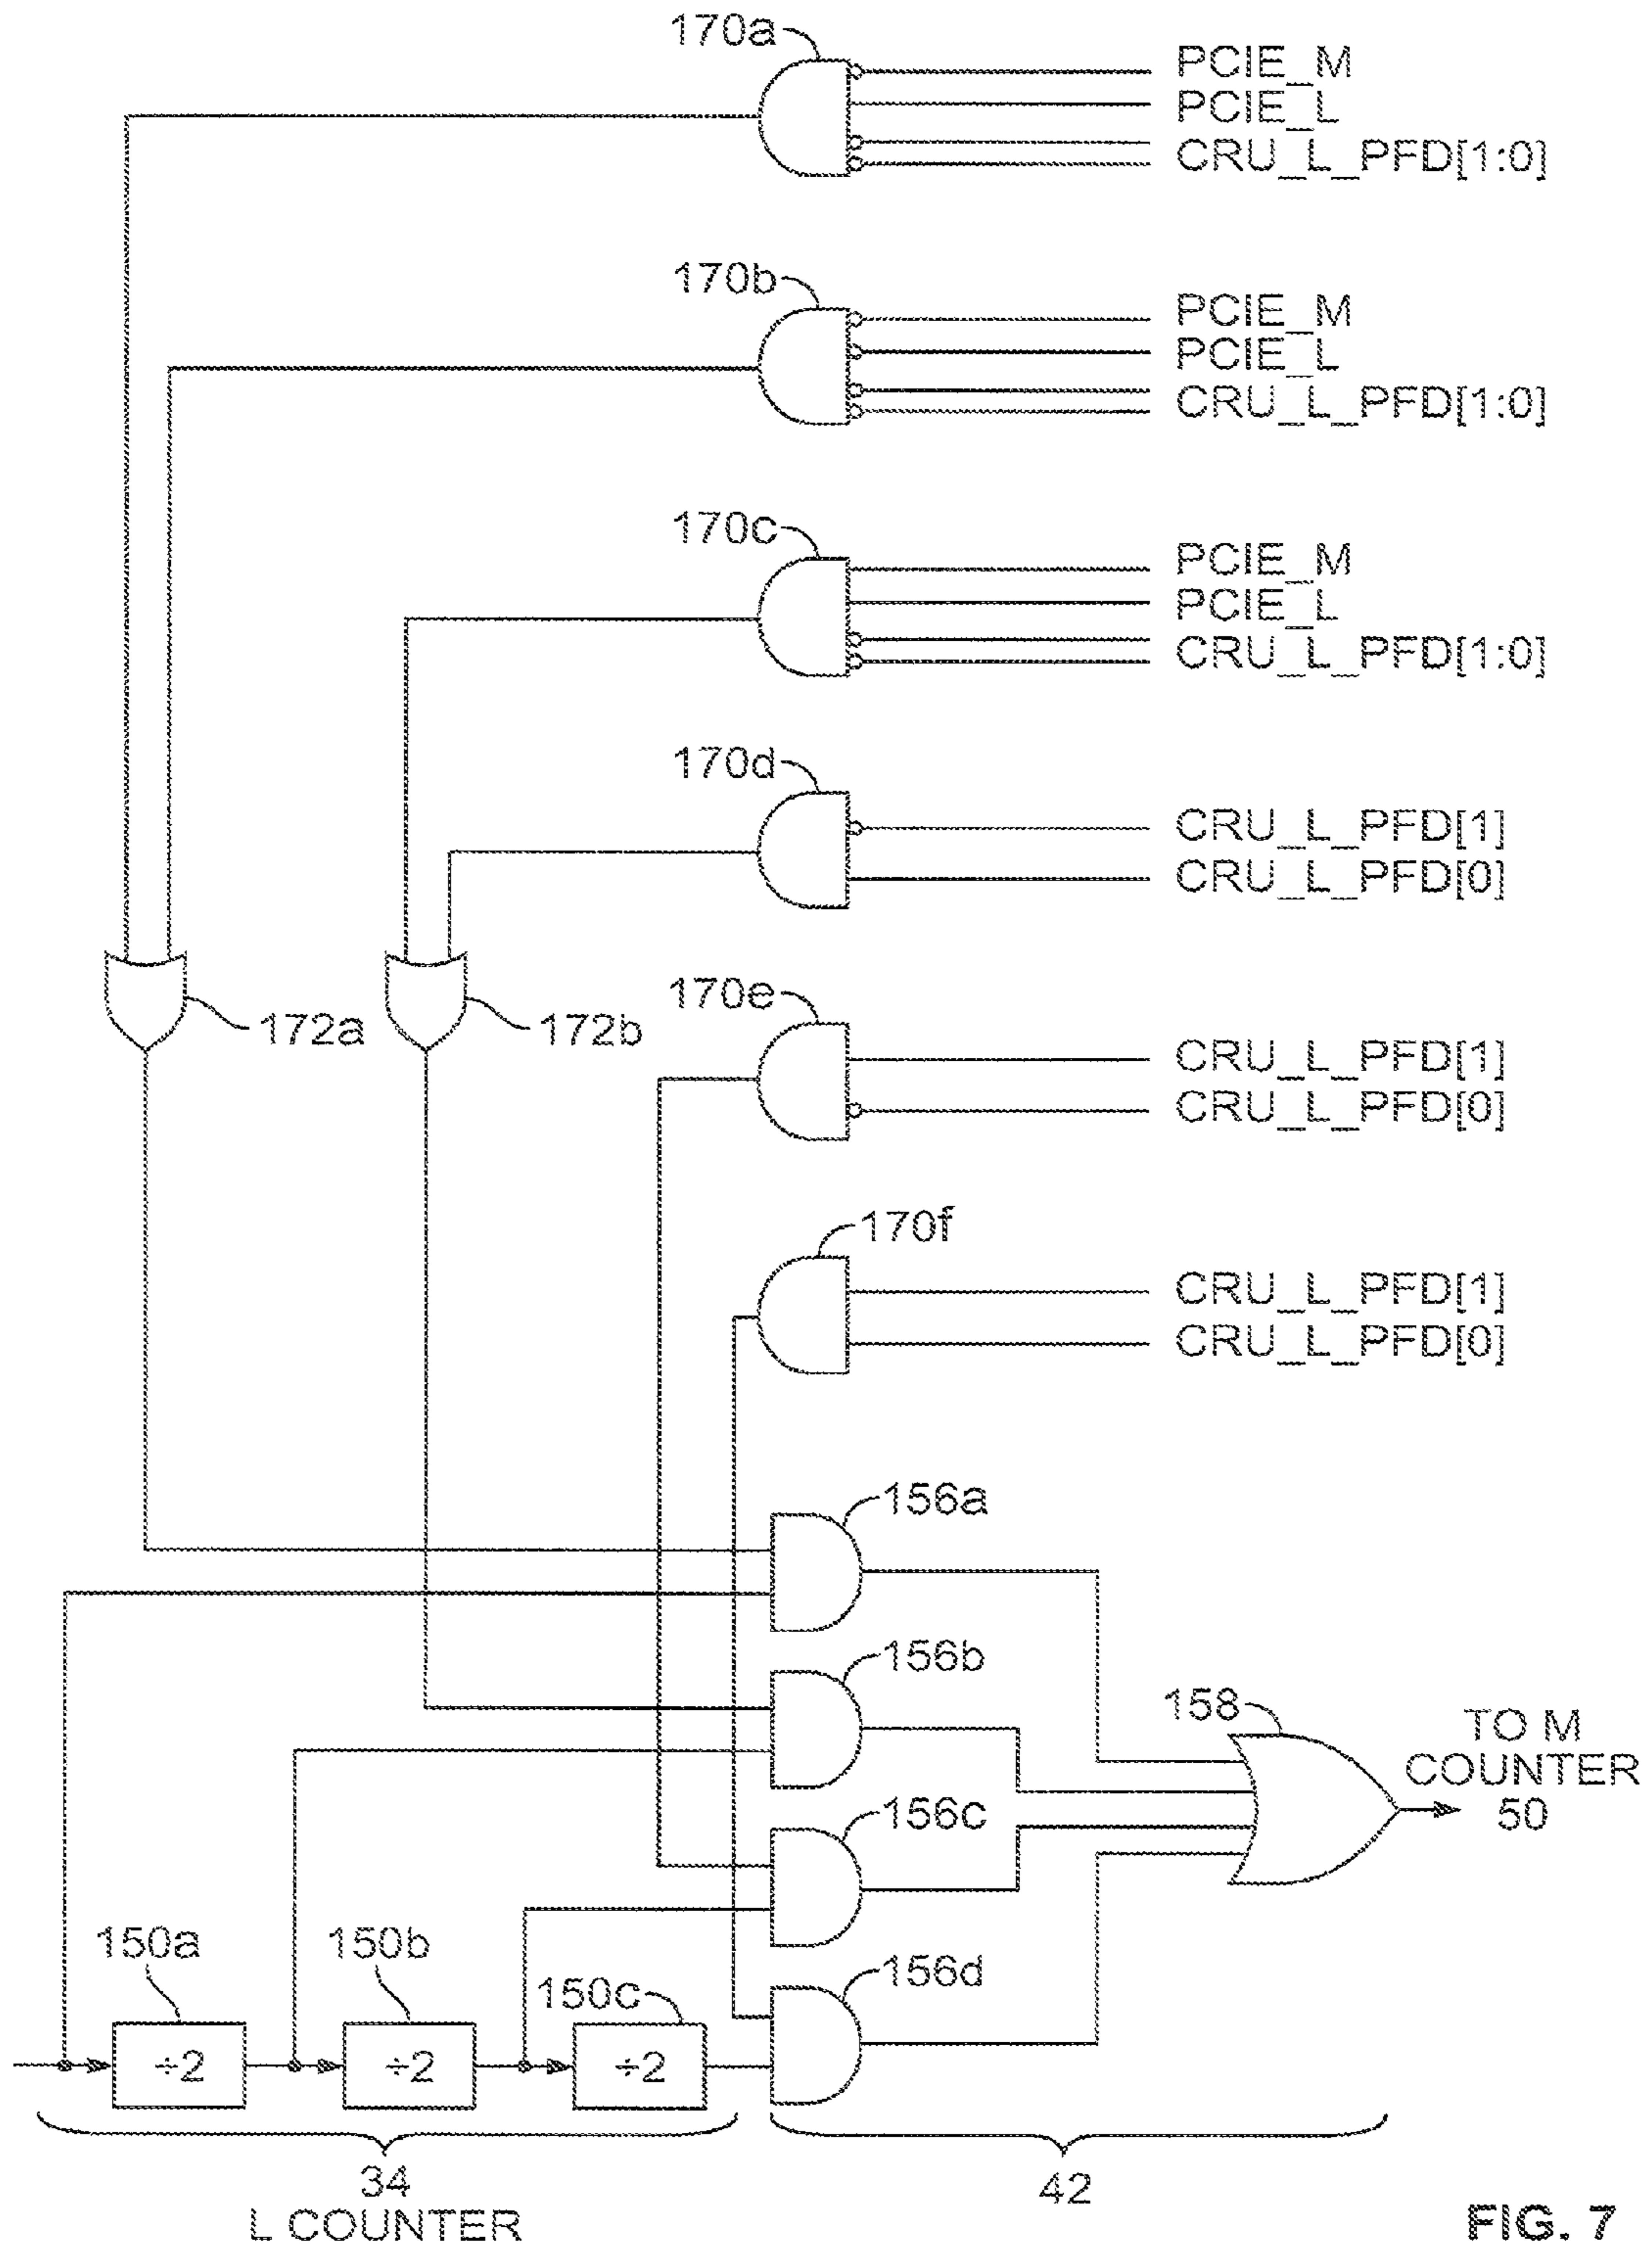 170a
PCIE_M
PCIE_L
CRU_L_PFD[1:0]
170b
PCIE_M
PCIE_L
CRU_L_PFD[1:0]
170c
PCIE_M
PCIE_L
CRU_L_PFD[1:0]
170d
CRU_L_PFD[1]
CRU_L_PFD[0]
172a
172b
170e
CRU_L_PFD[1]
CRU_L_PFD[0]
170f
CRU_L_PFD[1]
CRU_L_PFD[0]
156a
156b
158
TO M
COUNTER
50
156c
156d
150a
150b
150c
÷2
÷2
÷2
34
L COUNTER
42
FIG. 7